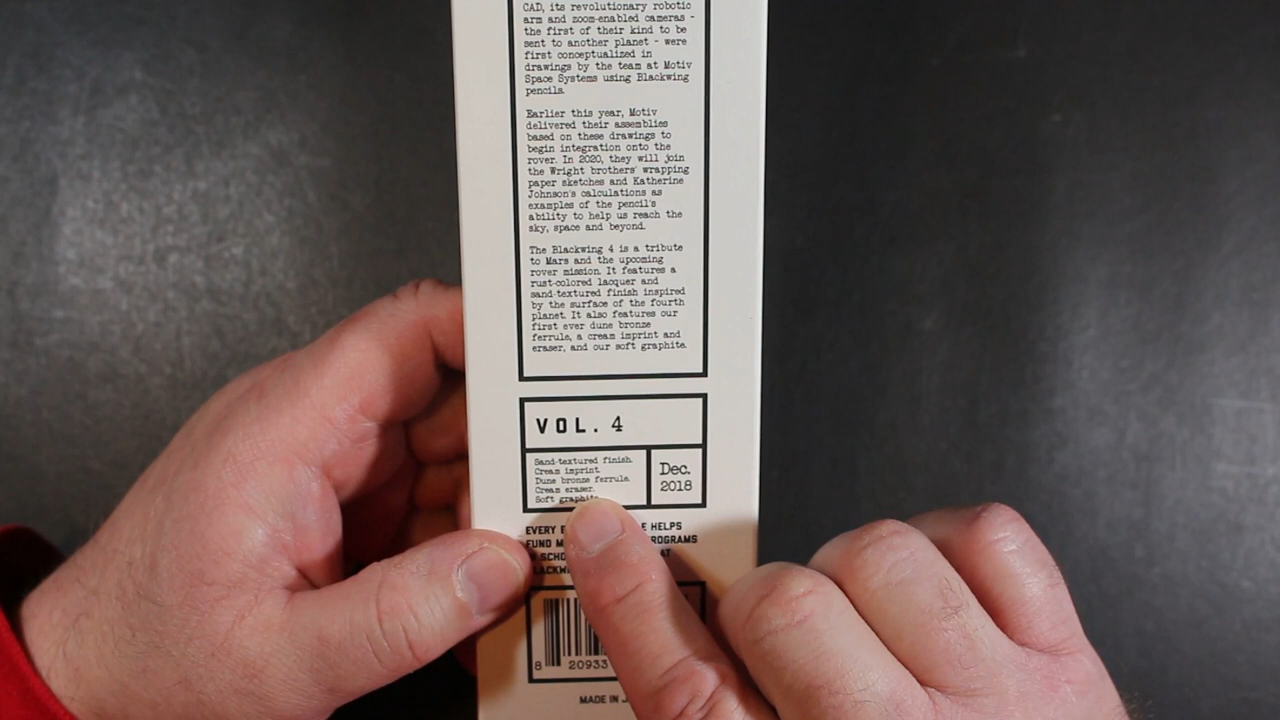 CAD, its revolutionary robotic
arm and zoom-enabled cameras -
the first of their kind to be
sent to another planet - were
first conceptualized in
drawings by the team at Motiv
Space Systems using Blackwing
pencils.
Earlier this year, Motiv
delivered their assemblies
based on these drawings to
begin integration onto the
rover. In 2020, they will join
the Wright brothers' wrapping
paper sketches and Katherine
Johnson's calculations as
examples of the pencil's
ability to help us reach the
sky, space and beyond.
The Blackwing 4 is a tribute
to Mars and the upcoming
rover mission. It features a
rust-colored lacquer and
sand-textured finish inspired
by the surface of the fourth
planet. It also features our
first ever dune bronze
ferrule, a cream imprint and
eraser, and our soft graphite.
VOL. 4
Sand-textured finish.
Cream imprint.
Dune bronze ferrule.
Cream eraser.
Soft graphite.
Dec.
2018
EVERY HELPS
FUND
AT
8 20933
MADE IN